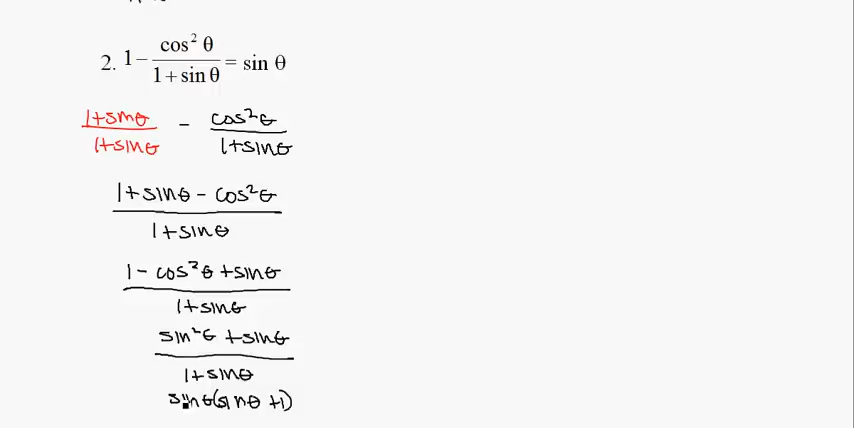 2. 1 - cos² θ / 1 + sin θ = sin θ
1+sinθ / 1+sinθ - cos²θ / 1+sinθ
1+sinθ - cos²θ / 1+sinθ
1 - cos²θ + sinθ / 1+sinθ
sin²θ + sinθ / 1+sinθ
sinθ(sinθ +1)